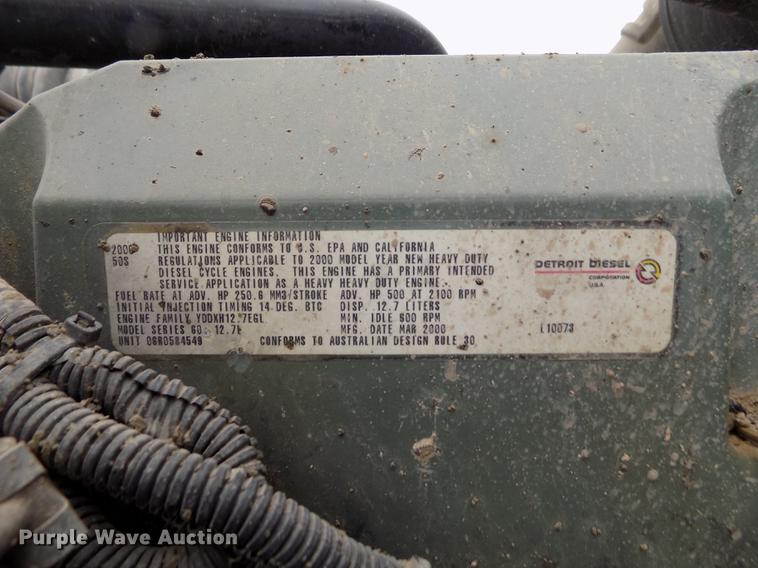 IMPORTANT ENGINE INFORMATION
2000 THIS ENGINE CONFORMS TO U.S. EPA AND CALIFORNIA
50S REGULATIONS APPLICABLE TO 2000 MODEL YEAR NEW HEAVY DUTY
DIESEL CYCLE ENGINES. THIS ENGINE HAS A PRIMARY INTENDED
SERVICE APPLICATION AS A HEAVY HEAVY DUTY ENGINE.
FUEL RATE AT ADV. HP 250.6 MM3/STROKE ADV. HP 500 AT 2100 RPM
INITIAL INJECTION TIMING 14 DEG. BTC DISP. 12.7 LITERS
ENGINE FAMILY YDDXH12.7EGL MIN. IDLE 600 RPM
MODEL SERIES 60: 12.7L MFG. DATE MAR 2000
UNIT 06R0584549 CONFORMS TO AUSTRALIAN DESIGN RULE 30
DETROIT DIESEL
CORPORATION
U.S.A.
L10073
Purple Wave Auction